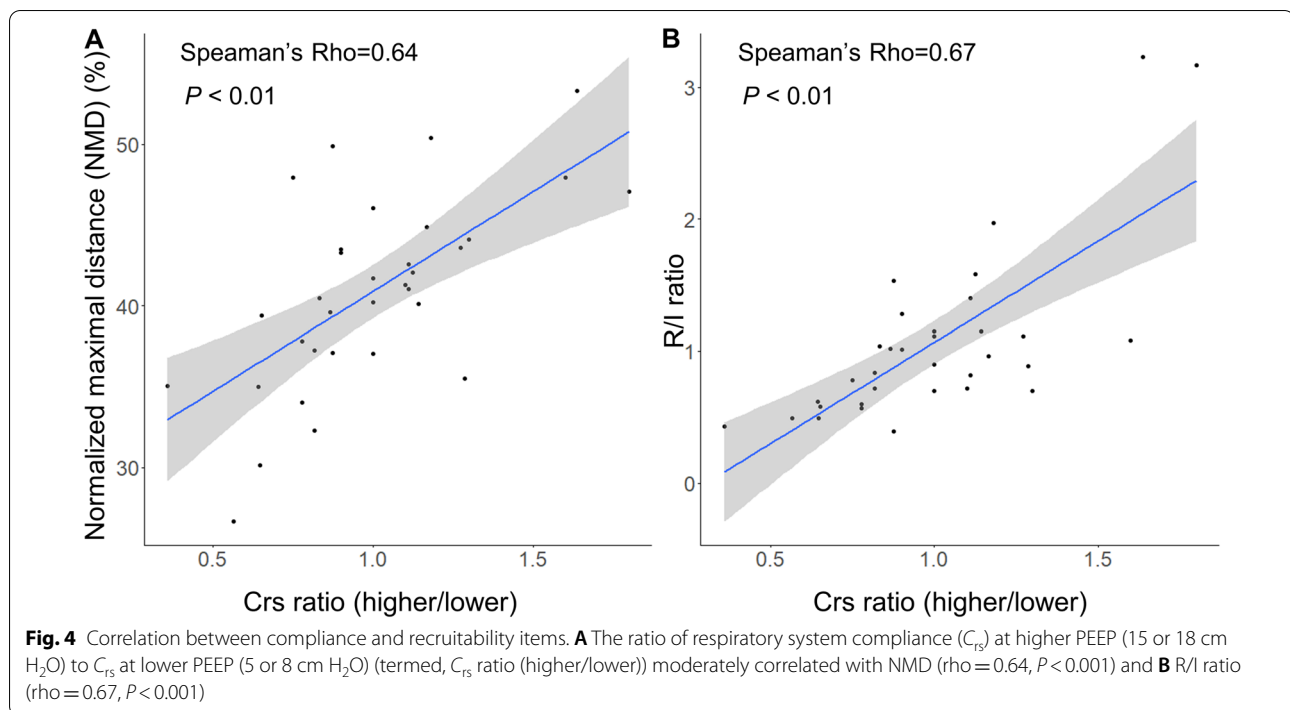 A
Speaman's Rho=0.64
P < 0.01
Normalized maximal distance (NMD) (%)
50
40
30
0.5 1.0 1.5
Crs ratio (higher/lower)
B
Speaman's Rho=0.67
P < 0.01
R/I ratio
3
2
1
0
0.5 1.0 1.5
Crs ratio (higher/lower)
Fig. 4 Correlation between compliance and recruitability items. A The ratio of respiratory system compliance (Crs) at higher PEEP (15 or 18 cm
H2O) to Crs at lower PEEP (5 or 8 cm H2O) (termed, Crs ratio (higher/lower)) moderately correlated with NMD (rho = 0.64, P < 0.001) and B R/I ratio
(rho = 0.67, P < 0.001)